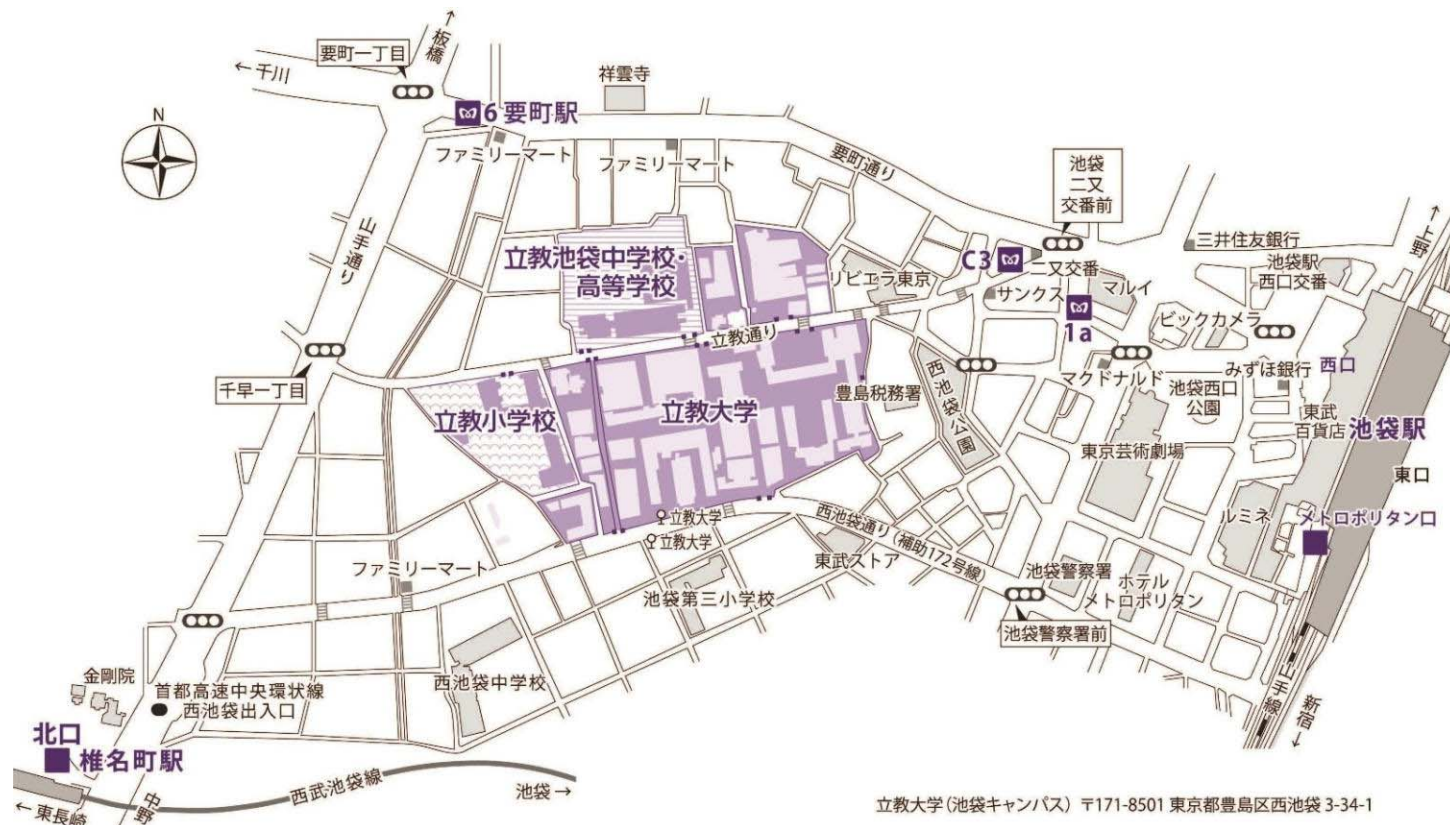 ↑板橋
要町一丁目
← 千川
N
6 要町駅
祥雲寺
ファミリーマート
ファミリーマート
要町通り
池袋
二又
交番前
↑上野
山手通り
立教池袋中学校・
高等学校
C3
二又交番
三井住友銀行
池袋駅
西口交番
リビエラ東京
サンクス
マルイ
1a
ビックカメラ
立教通り
千早一丁目
マクドナルド
みずほ銀行
西口
豊島税務署
西池袋公園
池袋西口
公園
立教小学校
立教大学
東武
百貨店
池袋駅
東京芸術劇場
東口
立教大学
立教大学
西池袋通り(補助172号線)
ルミネ
メトロポリタン口
ファミリーマート
東武ストア
池袋警察署
ホテル
メトロポリタン
池袋第三小学校
池袋警察署前
金剛院
首都高速中央環状線
西池袋出入口
西池袋中学校
山手線
新宿→
北口
椎名町駅
西武池袋線
池袋 →
← 東長崎
中野
立教大学(池袋キャンパス) 〒171-8501 東京都豊島区西池袋 3-34-1